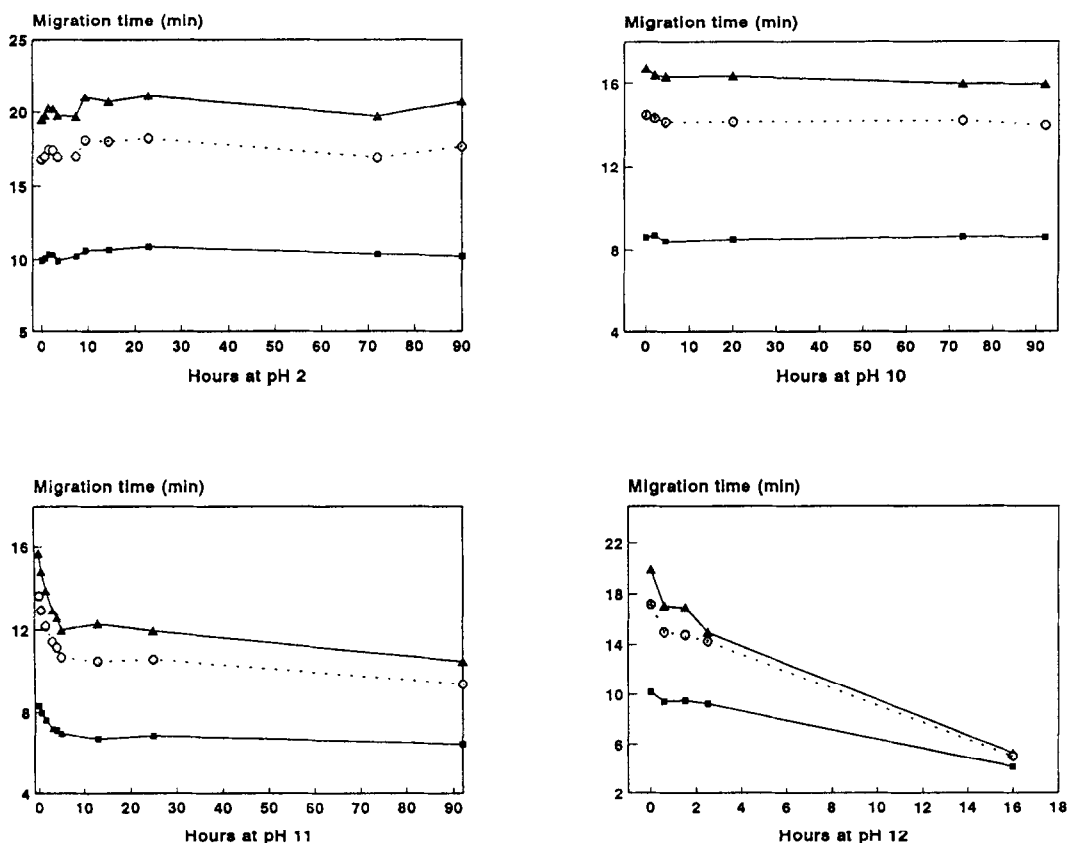 Migration time (min)
25
20
15
10
5
0 10 20 30 40 50 60 70 80 90
Hours at pH 2
Migration time (min)
16
12
8
4
0 10 20 30 40 50 60 70 80 90
Hours at pH 10
Migration time (min)
16
12
8
4
0 10 20 30 40 50 60 70 80 90
Hours at pH 11
Migration time (min)
22
18
14
10
6
2
0 2 4 6 8 10 12 14 16 18
Hours at pH 12